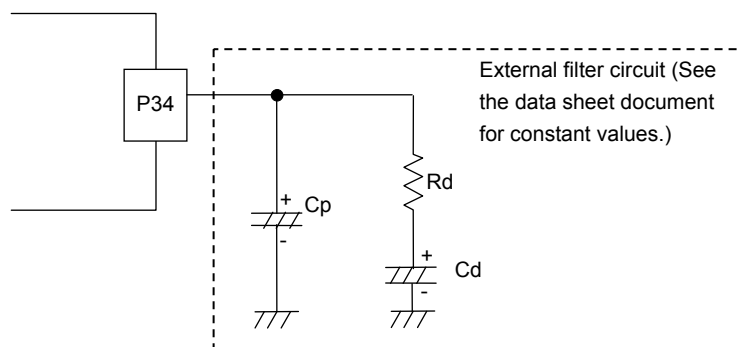 External filter circuit (See
the data sheet document
for constant values.)
P34
Rd
+
Cp
-
+
Cd
-